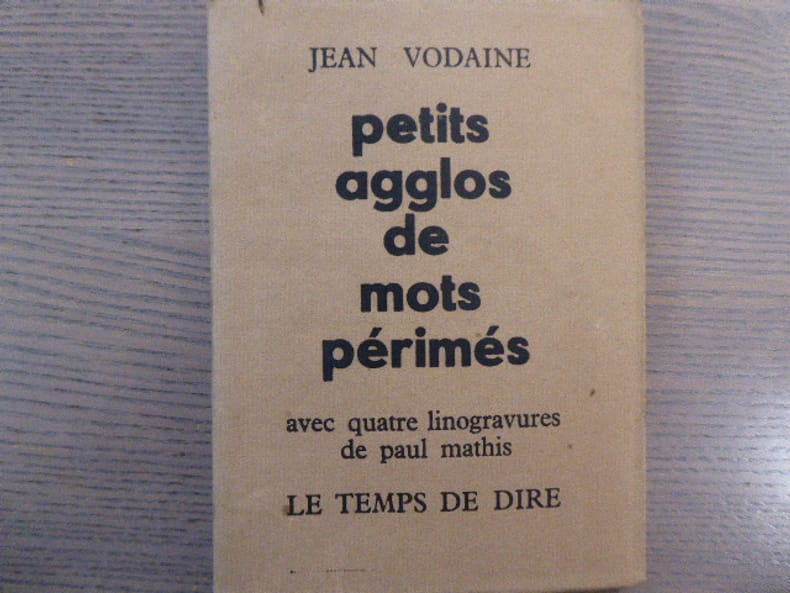 JEAN VODAINE
petits
agglos
de
mots
périmés
avec quatre linogravures
de paul mathis
LE TEMPS DE DIRE